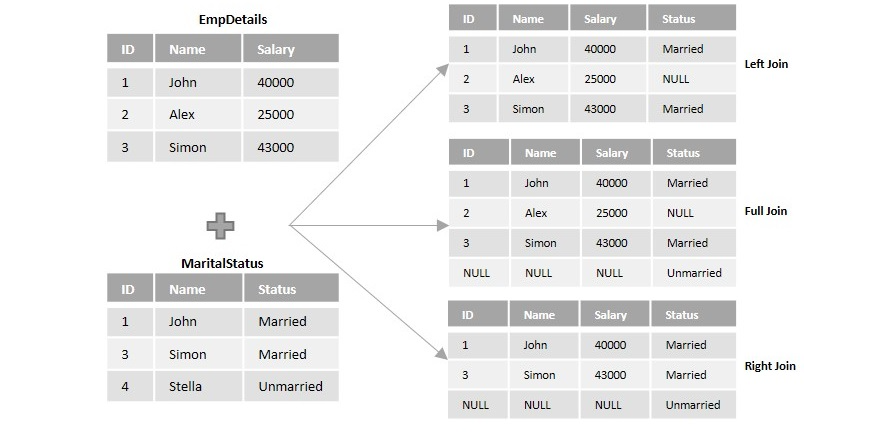 EmpDetails
ID Name Salary
1 John 40000
2 Alex 25000
3 Simon 43000
MaritalStatus
ID Name Status
1 John Married
3 Simon Married
4 Stella Unmarried
ID Name Salary Status
1 John 40000 Married
2 Alex 25000 NULL
3 Simon 43000 Married
Left Join
ID Name Salary Status
1 John 40000 Married
2 Alex 25000 NULL
3 Simon 43000 Married
NULL NULL NULL Unmarried
Full Join
ID Name Salary Status
1 John 40000 Married
3 Simon 43000 Married
NULL NULL NULL Unmarried
Right Join